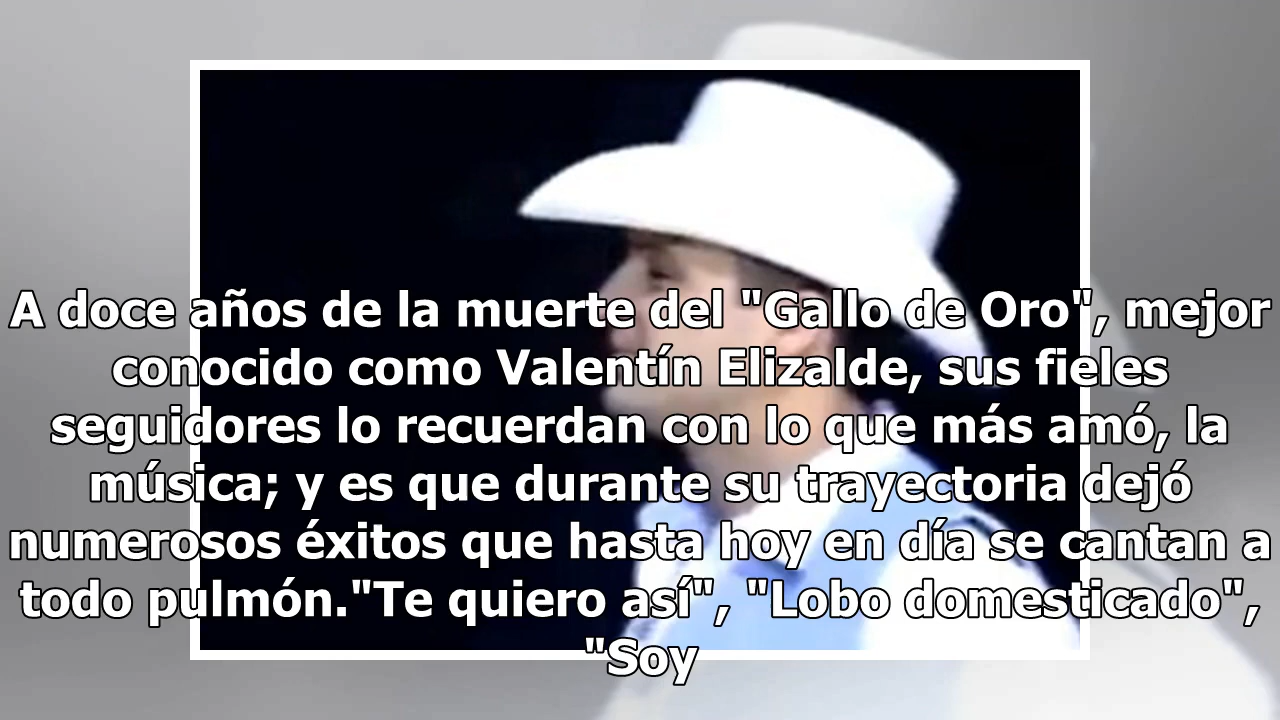 A doce años de la muerte del "Gallo de Oro", mejor
conocido como Valentín Elizalde, sus fieles
seguidores lo recuerdan con lo que más amó, la
música; y es que durante su trayectoria dejó
numerosos éxitos que hasta hoy en día se cantan a
todo pulmón."Te quiero así", "Lobo domesticado",
"Soy